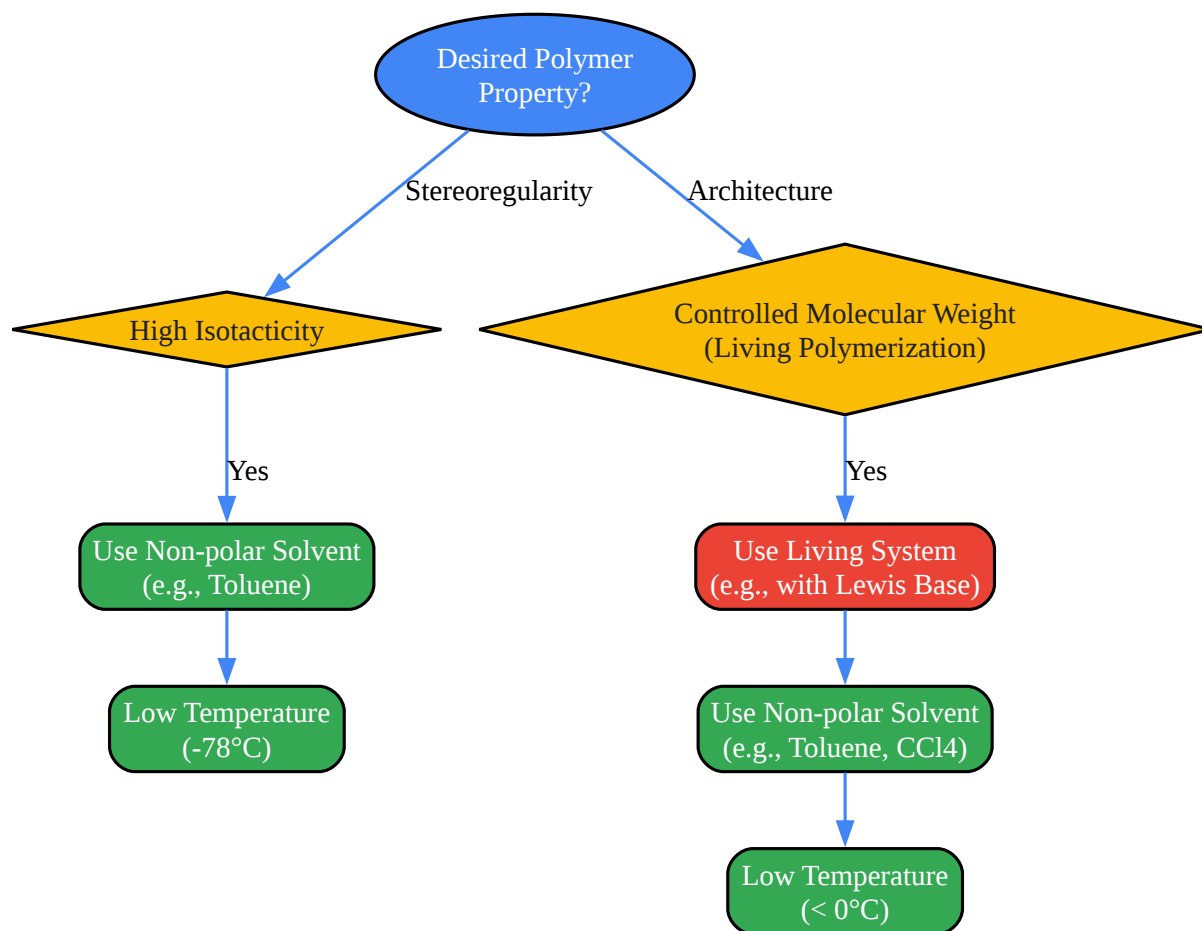 Desired Polymer
Property?
Stereoregularity
Architecture
High Isotacticity
Controlled Molecular Weight
(Living Polymerization)
Yes
Yes
Use Non-polar Solvent
(e.g., Toluene)
Use Living System
(e.g., with Lewis Base)
Low Temperature
(-78°C)
Use Non-polar Solvent
(e.g., Toluene, CCl4)
Low Temperature
(< 0°C)